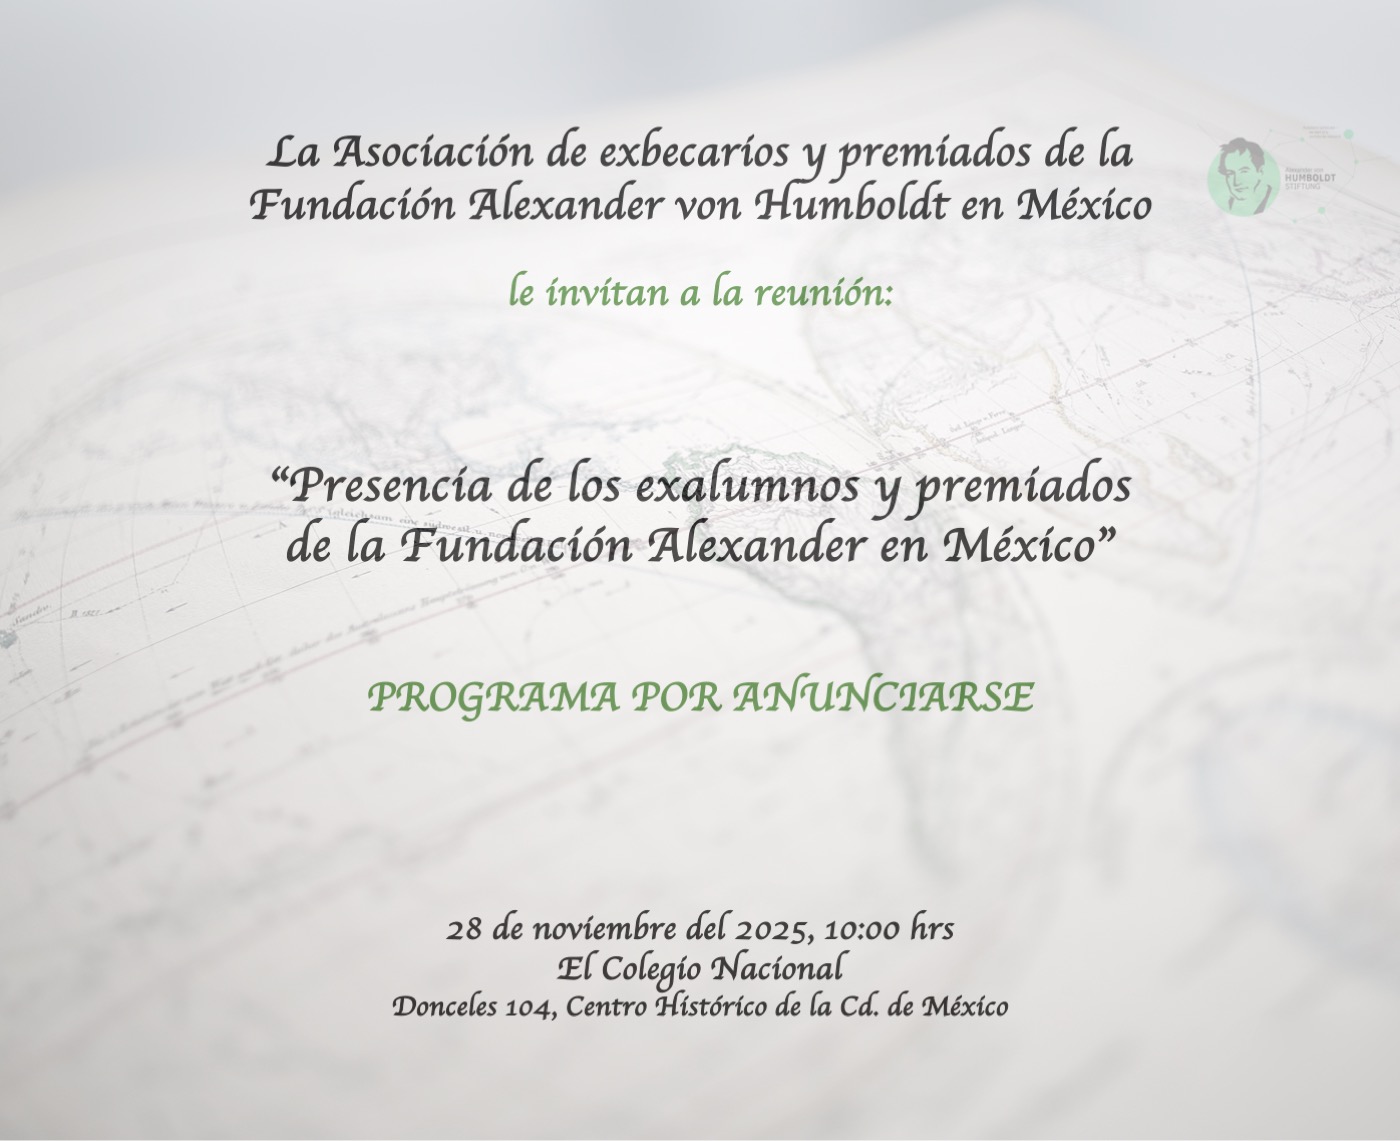 La Asociación de exbecarios y premiados de la
Fundación Alexander von Humboldt en México
HUMBOLDT
STIFTUNG
le invitan a la reunión:
“Presencia de los exalumnos y premiados
de la Fundación Alexander en México”
PROGRAMA POR ANUNCIARSE
28 de noviembre del 2025, 10:00 hrs
El Colegio Nacional
Donceles 104, Centro Histórico de la Cd. de México